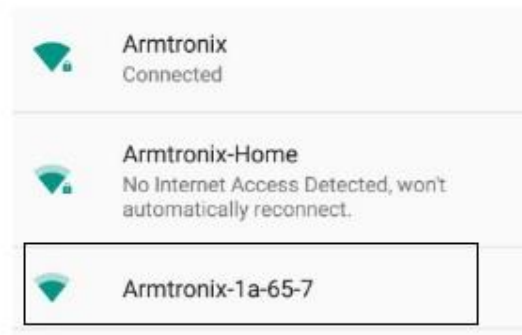 Armtronix
Connected
Armtronix-Home
No Internet Access Detected, won't
automatically reconnect.
Armtronix-1a-65-7